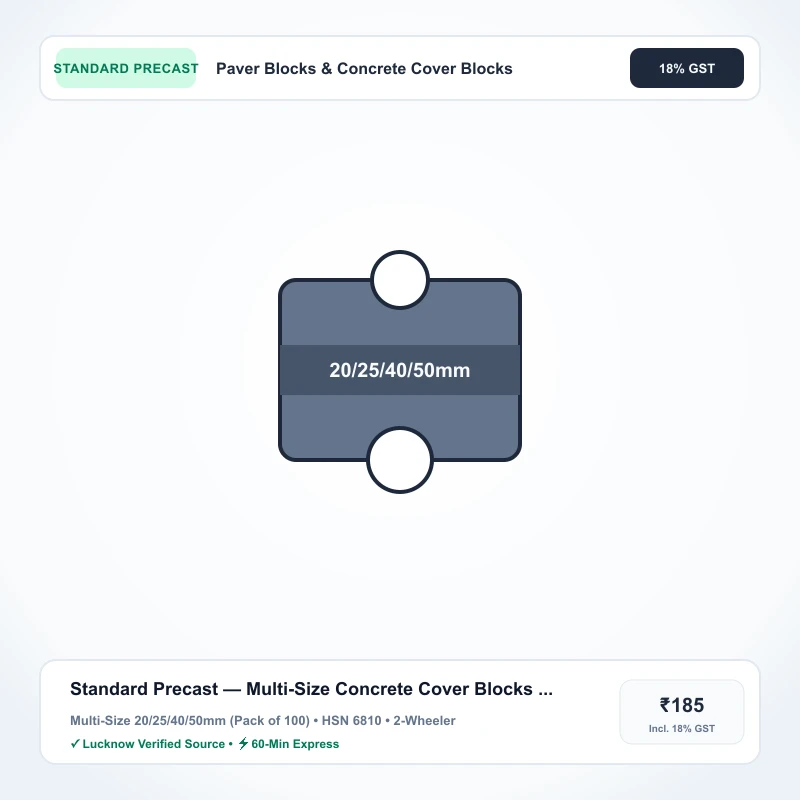 STANDARD PRECAST
Paver Blocks & Concrete Cover Blocks
18% GST
20/25/40/50mm
Standard Precast — Multi-Size Concrete Cover Blocks ...
Multi-Size 20/25/40/50mm (Pack of 100) • HSN 6810 • 2-Wheeler
✓ Lucknow Verified Source • ⚡ 60-Min Express
₹185
Incl. 18% GST